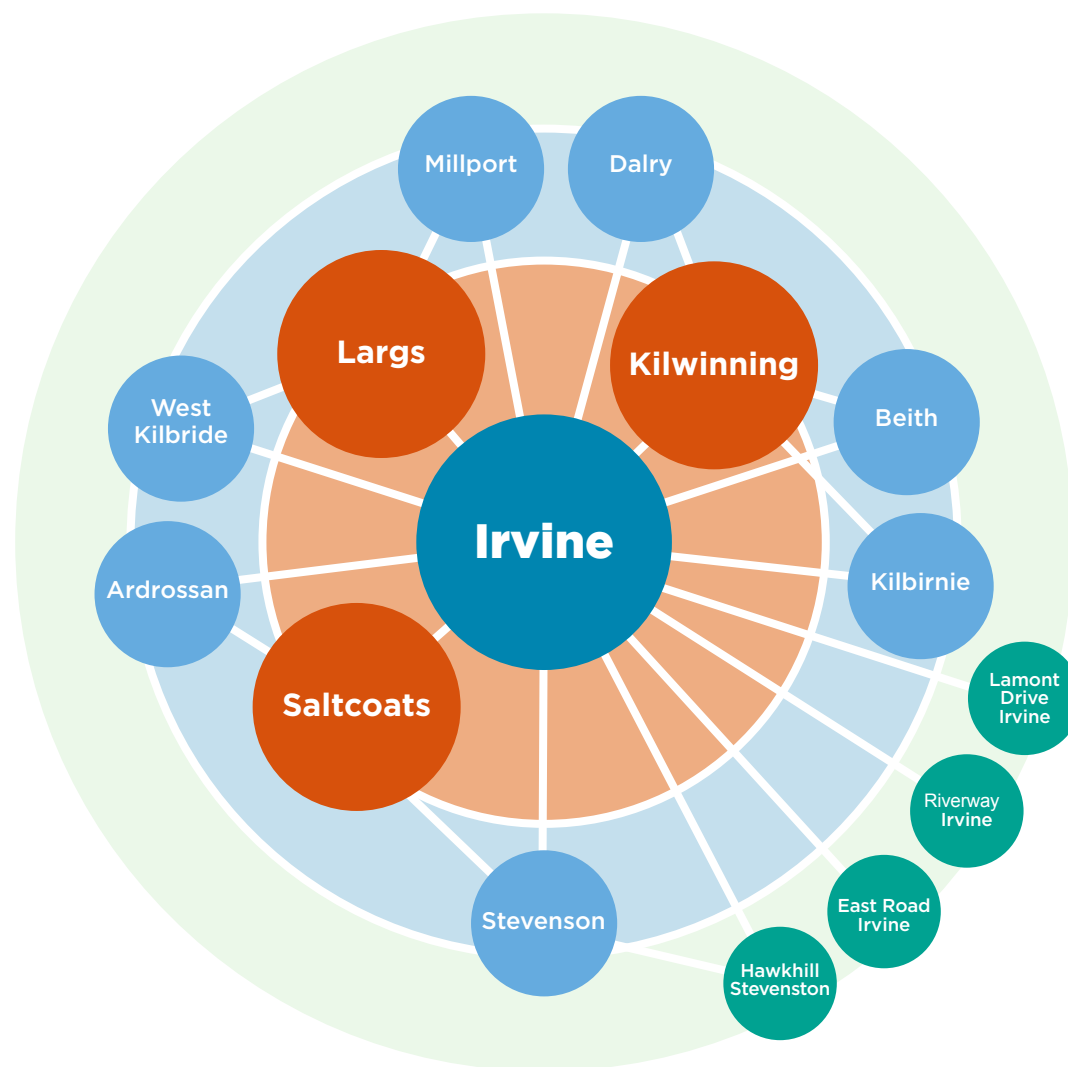 Millport
Dalry
Largs
Kilwinning
West
Kilbride
Beith
Irvine
Ardrossan
Kilbirnie
Saltcoats
Lamont
Drive
Irvine
Riverway
Irvine
Stevenson
East Road
Irvine
Hawkhill
Stevenston